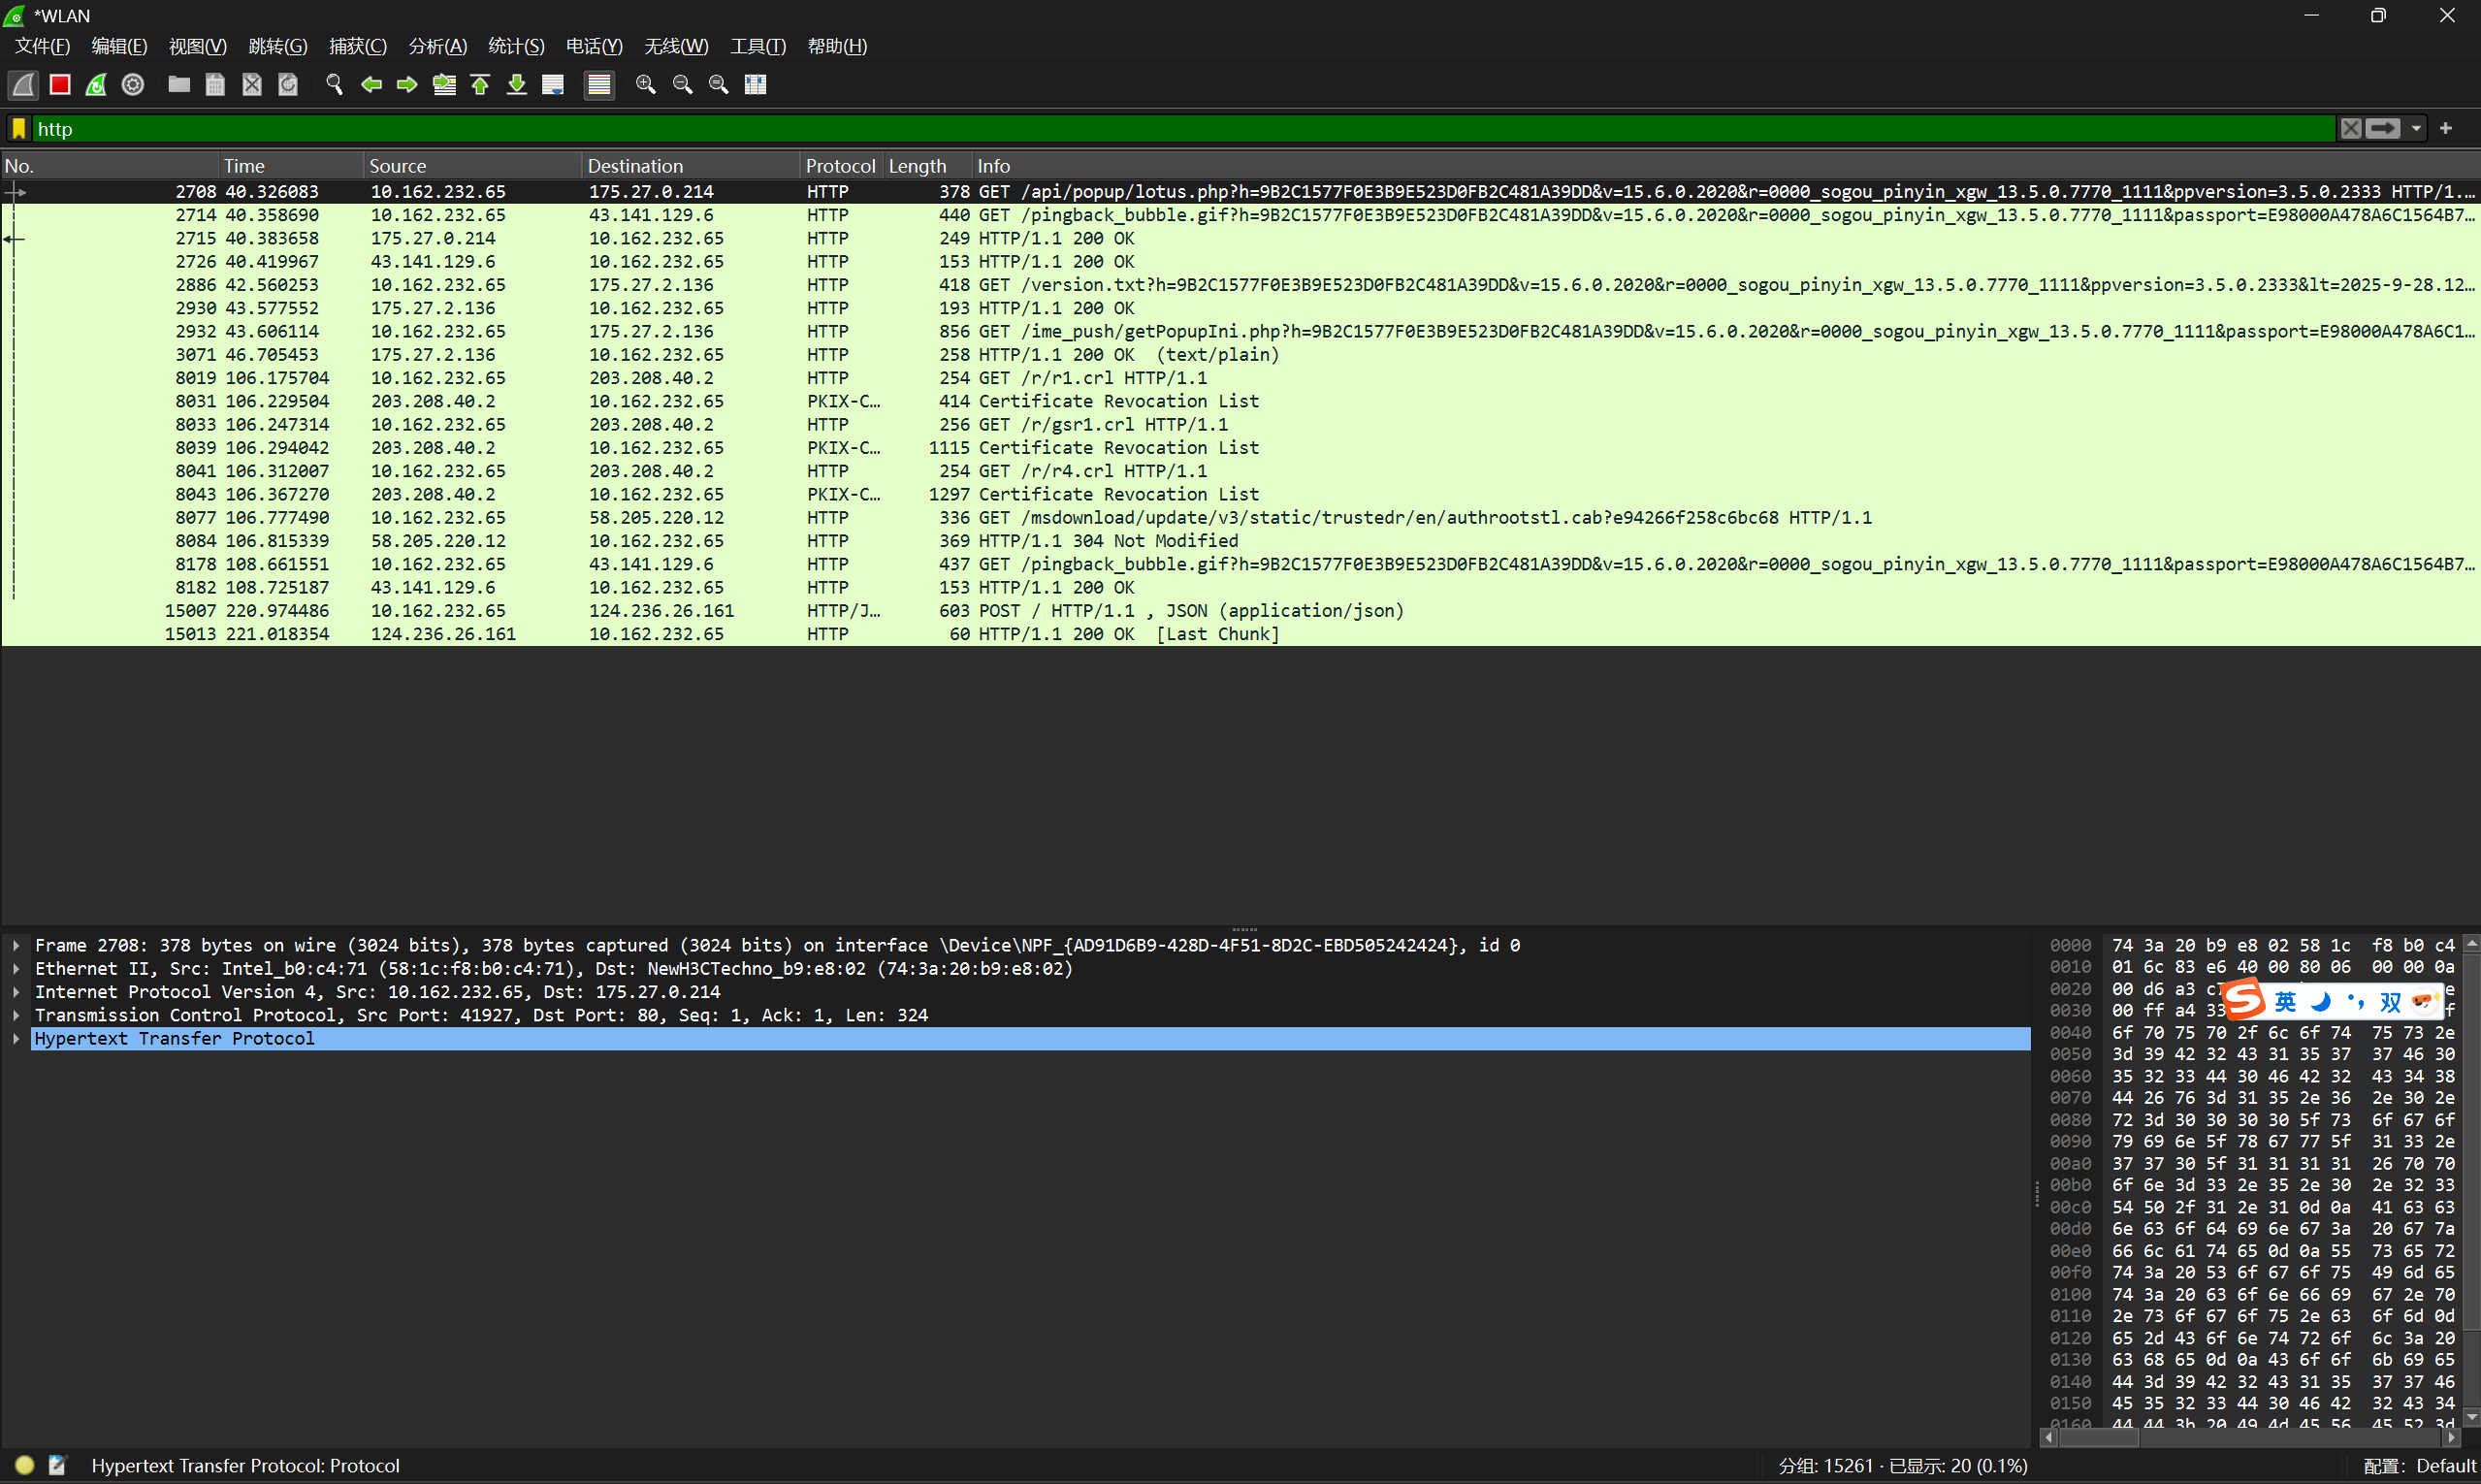 *WLAN
文件(F) 编辑(E) 视图(V) 跳转(G) 捕获(C) 分析(A) 统计(S) 电话(Y) 无线(W) 工具(T) 帮助(H)
http
No. Time Source Destination Protocol Length Info
2708 40.326083 10.162.232.65 175.27.0.214 HTTP 378 GET /api/popup/lotus.php?h=9B2C1577F0E3B9E523D0FB2C481A39DD&v=15.6.0.2020&r=0000_sogou_pinyin_xgw_13.5.0.7770_1111&ppversion=3.5.0.2333 HTTP/1.…
2714 40.358690 10.162.232.65 43.141.129.6 HTTP 440 GET /pingback_bubble.gif?h=9B2C1577F0E3B9E523D0FB2C481A39DD&v=15.6.0.2020&r=0000_sogou_pinyin_xgw_13.5.0.7770_1111&passport=E98000A478A6C1564B7…
2715 40.383658 175.27.0.214 10.162.232.65 HTTP 249 HTTP/1.1 200 OK
2726 40.419967 43.141.129.6 10.162.232.65 HTTP 153 HTTP/1.1 200 OK
2886 42.560253 10.162.232.65 175.27.2.136 HTTP 418 GET /version.txt?h=9B2C1577F0E3B9E523D0FB2C481A39DD&v=15.6.0.2020&r=0000_sogou_pinyin_xgw_13.5.0.7770_1111&ppversion=3.5.0.2333&lt=2025-9-28.12…
2930 43.577552 175.27.2.136 10.162.232.65 HTTP 193 HTTP/1.1 200 OK
2932 43.606114 10.162.232.65 175.27.2.136 HTTP 856 GET /ime_push/getPopupIni.php?h=9B2C1577F0E3B9E523D0FB2C481A39DD&v=15.6.0.2020&r=0000_sogou_pinyin_xgw_13.5.0.7770_1111&passport=E98000A478A6C1…
3071 46.705453 175.27.2.136 10.162.232.65 HTTP 258 HTTP/1.1 200 OK (text/plain)
8019 106.175704 10.162.232.65 203.208.40.2 HTTP 254 GET /r/r1.crl HTTP/1.1
8031 106.229504 203.208.40.2 10.162.232.65 PKIX-C… 414 Certificate Revocation List
8033 106.247314 10.162.232.65 203.208.40.2 HTTP 256 GET /r/gsr1.crl HTTP/1.1
8039 106.294042 203.208.40.2 10.162.232.65 PKIX-C… 1115 Certificate Revocation List
8041 106.312007 10.162.232.65 203.208.40.2 HTTP 254 GET /r/r4.crl HTTP/1.1
8043 106.367270 203.208.40.2 10.162.232.65 PKIX-C… 1297 Certificate Revocation List
8077 106.777490 10.162.232.65 58.205.220.12 HTTP 336 GET /msdownload/update/v3/static/trustedr/en/authrootstl.cab?e94266f258c6bc68 HTTP/1.1
8084 106.815339 58.205.220.12 10.162.232.65 HTTP 369 HTTP/1.1 304 Not Modified
8178 108.661551 10.162.232.65 43.141.129.6 HTTP 437 GET /pingback_bubble.gif?h=9B2C1577F0E3B9E523D0FB2C481A39DD&v=15.6.0.2020&r=0000_sogou_pinyin_xgw_13.5.0.7770_1111&passport=E98000A478A6C1564B7…
8182 108.725187 43.141.129.6 10.162.232.65 HTTP 153 HTTP/1.1 200 OK
15007 220.974486 10.162.232.65 124.236.26.161 HTTP/J… 603 POST / HTTP/1.1 , JSON (application/json)
15013 221.018354 124.236.26.161 10.162.232.65 HTTP 60 HTTP/1.1 200 OK [Last Chunk]
Frame 2708: 378 bytes on wire (3024 bits), 378 bytes captured (3024 bits) on interface \Device\NPF_{AD91D6B9-428D-4F51-8D2C-EBD505242424}, id 0
Ethernet II, Src: Intel_b0:c4:71 (58:1c:f8:b0:c4:71), Dst: NewH3CTechno_b9:e8:02 (74:3a:20:b9:e8:02)
Internet Protocol Version 4, Src: 10.162.232.65, Dst: 175.27.0.214
Transmission Control Protocol, Src Port: 41927, Dst Port: 80, Seq: 1, Ack: 1, Len: 324
Hypertext Transfer Protocol
0000 74 3a 20 b9 e8 02 58 1c f8 b0 c4
0010 01 6c 83 e6 40 00 80 06 00 00 0a
0020 00 d6 a3
英 双
0030 00 ff a4 33
0040 6f 70 75 70 2f 6c 6f 74 75 73 2e
0050 3d 39 42 32 43 31 35 37 37 46 30
0060 35 32 33 44 30 46 42 32 43 34 38
0070 44 26 76 3d 31 35 2e 36 2e 30 2e
0080 72 3d 30 30 30 30 5f 73 6f 67 6f
0090 79 69 6e 5f 78 67 77 5f 31 33 2e
00a0 37 37 30 5f 31 31 31 31 26 70 70
00b0 6f 6e 3d 33 2e 35 2e 30 2e 32 33
00c0 54 50 2f 31 2e 31 0d 0a 41 63 63
00d0 6e 63 6f 64 69 6e 67 3a 20 67 7a
00e0 66 6c 61 74 65 0d 0a 55 73 65 72
00f0 74 3a 20 53 6f 67 6f 75 49 6d 65
0100 74 3a 20 63 6f 6e 66 69 67 2e 70
0110 2e 73 6f 67 6f 75 2e 63 6f 6d 0d
0120 65 2d 43 6f 6e 74 72 6f 6c 3a 20
0130 63 68 65 0d 0a 43 6f 6f 6b 69 65
0140 44 3d 39 42 32 43 31 35 37 37 46
0150 45 35 32 33 44 30 46 42 32 43 34
0160 44 44 3b 20 49 4d 45 56 45 52 3d
Hypertext Transfer Protocol: Protocol
分组: 15261 · 已显示: 20 (0.1%)
配置: Default